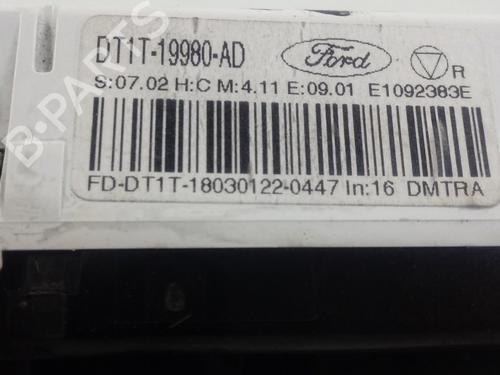 DT1T-19980-AD Ford R
S:07.02 H:C M:4.11 E:09.01 E1092383E
FD-DT1T-18030122-0447 In:16 DMTRA
B-PARTS